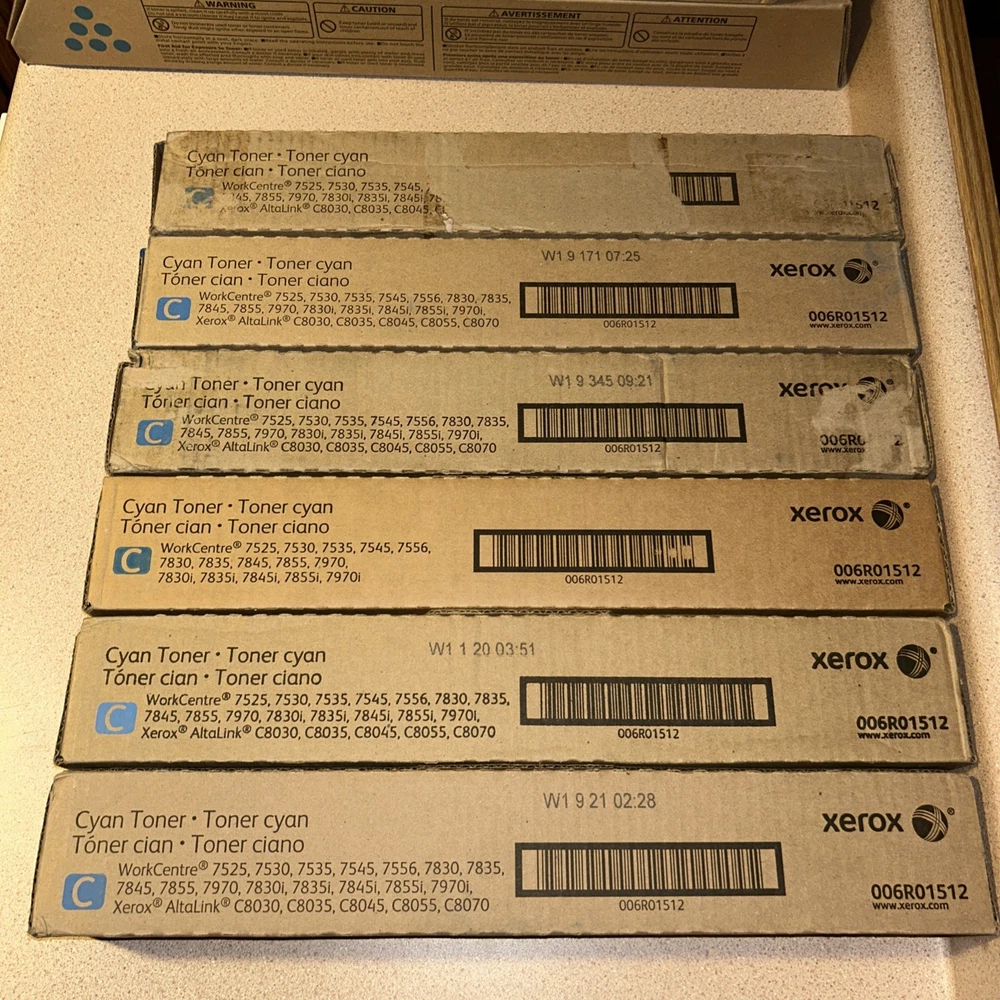 WARNING
CAUTION
AVERTISSEMENT
ATTENTION
Cyan Toner • Toner cyan
Tóner cian • Toner ciano
WorkCentre® 7525, 7530, 7535, 7545,
7855, 7970, 7830i, 7835i, 7845i,
Xerox® AltaLink® C8030, C8035, C8045,
Cyan Toner • Toner cyan
Tóner cian • Toner ciano
C
WorkCentre® 7525, 7530, 7535, 7545, 7556, 7830, 7835,
7845, 7855, 7970, 7830i, 7835i, 7845i, 7855i, 7970i,
Xerox® AltaLink® C8030, C8035, C8045, C8055, C8070
W1 9 171 07:25
006R01512
xerox
006R01512
www.xerox.com
Cyan Toner • Toner cyan
Tóner cian • Toner ciano
C
WorkCentre® 7525, 7530, 7535, 7545, 7556, 7830, 7835,
7845, 7855, 7970, 7830i, 7835i, 7845i, 7855i, 7970i,
Xerox® AltaLink® C8030, C8035, C8045, C8055, C8070
W1 9 345 09:21
006R01512
xerox
Cyan Toner • Toner cyan
Tóner cian • Toner ciano
C
WorkCentre® 7525, 7530, 7535, 7545, 7556,
7830, 7835, 7845, 7855, 7970,
7830i, 7835i, 7845i, 7855i, 7970i
006R01512
xerox®
006R01512
www.xerox.com
Cyan Toner • Toner cyan
Tóner cian • Toner ciano
C
WorkCentre® 7525, 7530, 7535, 7545, 7556, 7830, 7835,
7845, 7855, 7970, 7830i, 7835i, 7845i, 7855i, 7970i,
Xerox® AltaLink® C8030, C8035, C8045, C8055, C8070
W1 1 20 03:51
006R01512
xerox
006R01512
www.xerox.com
Cyan Toner • Toner cyan
Tóner cian • Toner ciano
C
WorkCentre® 7525, 7530, 7535, 7545, 7556, 7830, 7835,
7845, 7855, 7970, 7830i, 7835i, 7845i, 7855i, 7970i,
Xerox® AltaLink® C8030, C8035, C8045, C8055, C8070
W1 9 21 02:28
006R01512
xerox®
006R01512
www.xerox.com